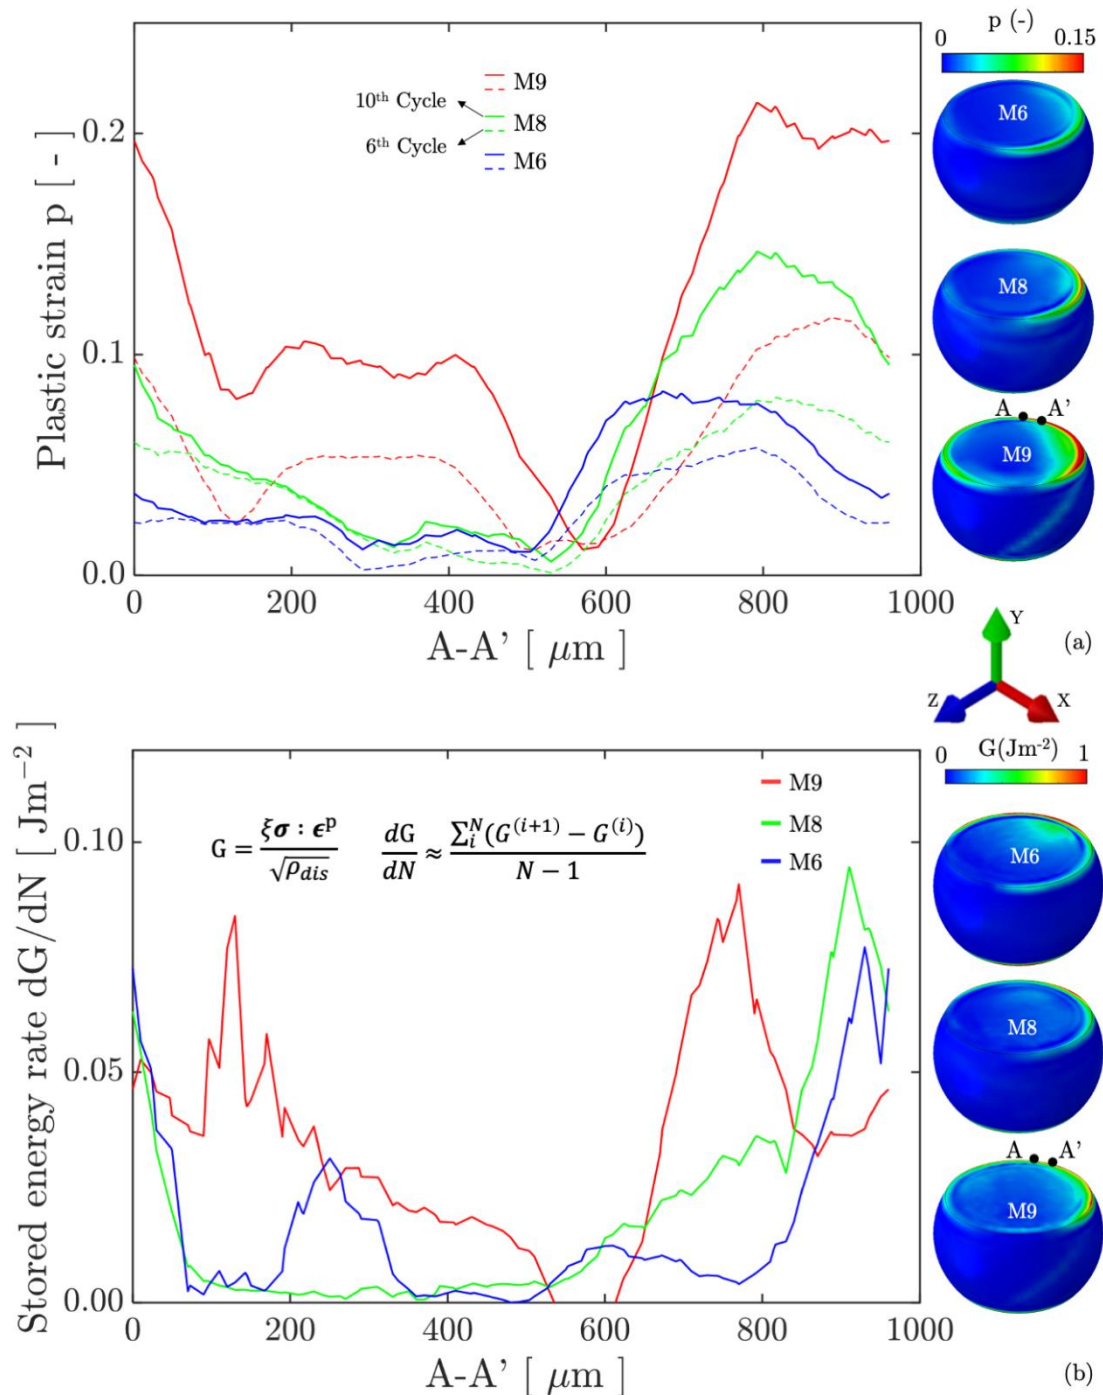 p (-)
0 0.15
0.2
0.1
0.0
Plastic strain p [ - ]
M9
10th Cycle
M8
6th Cycle
M6
0 200 400 600 800 1000
A-A' [ μm ]
M6
M8
A A'
M9
Y
Z X
(a)
G(Jm⁻²)
0 1
0.10
0.05
0.00
Stored energy rate dG/dN [ Jm⁻² ]
G = ξσ : ϵᵖ / √ρ_dis dG/dN ≈ ∑ᵢᴺ(G⁽ⁱ⁺¹⁾ − G⁽ⁱ⁾) / N − 1
M9
M8
M6
0 200 400 600 800 1000
A-A' [ μm ]
M6
M8
A A'
M9
(b)